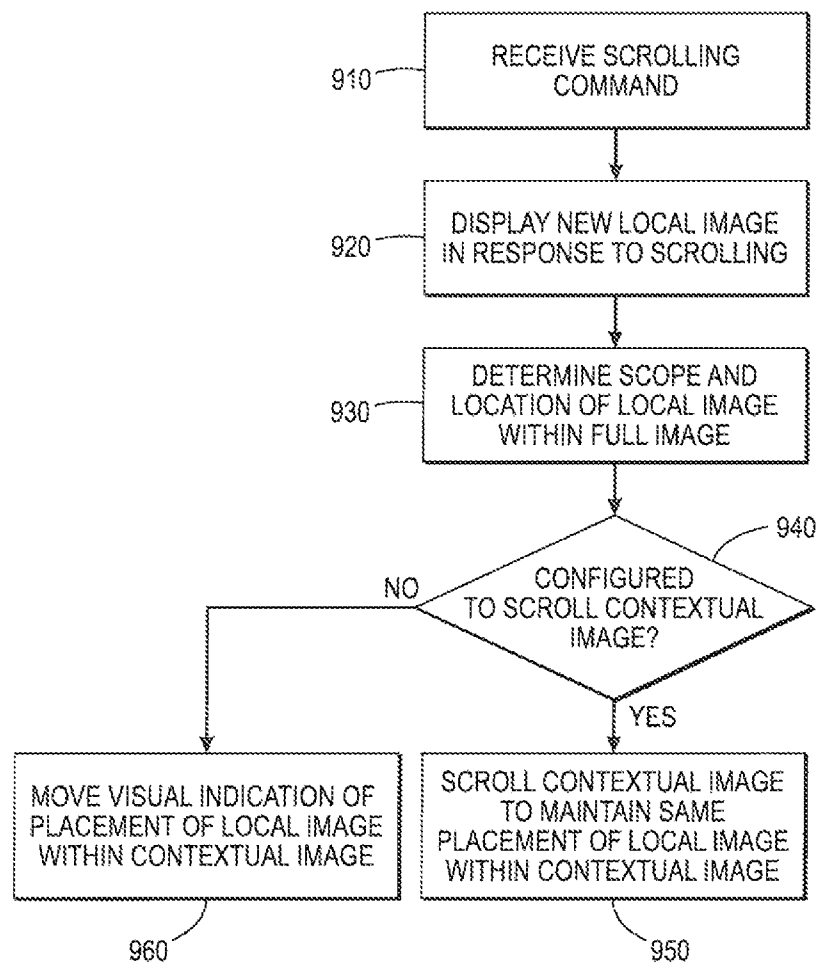 RECEIVE SCROLLING
COMMAND
910
DISPLAY NEW LOCAL IMAGE
IN RESPONSE TO SCROLLING
920
DETERMINE SCOPE AND
LOCATION OF LOCAL IMAGE
WITHIN FULL IMAGE
930
940
CONFIGURED
TO SCROLL CONTEXTUAL
IMAGE?
NO
YES
MOVE VISUAL INDICATION OF
PLACEMENT OF LOCAL IMAGE
WITHIN CONTEXTUAL IMAGE
SCROLL CONTEXTUAL IMAGE
TO MAINTAIN SAME
PLACEMENT OF LOCAL IMAGE
WITHIN CONTEXTUAL IMAGE
960
950